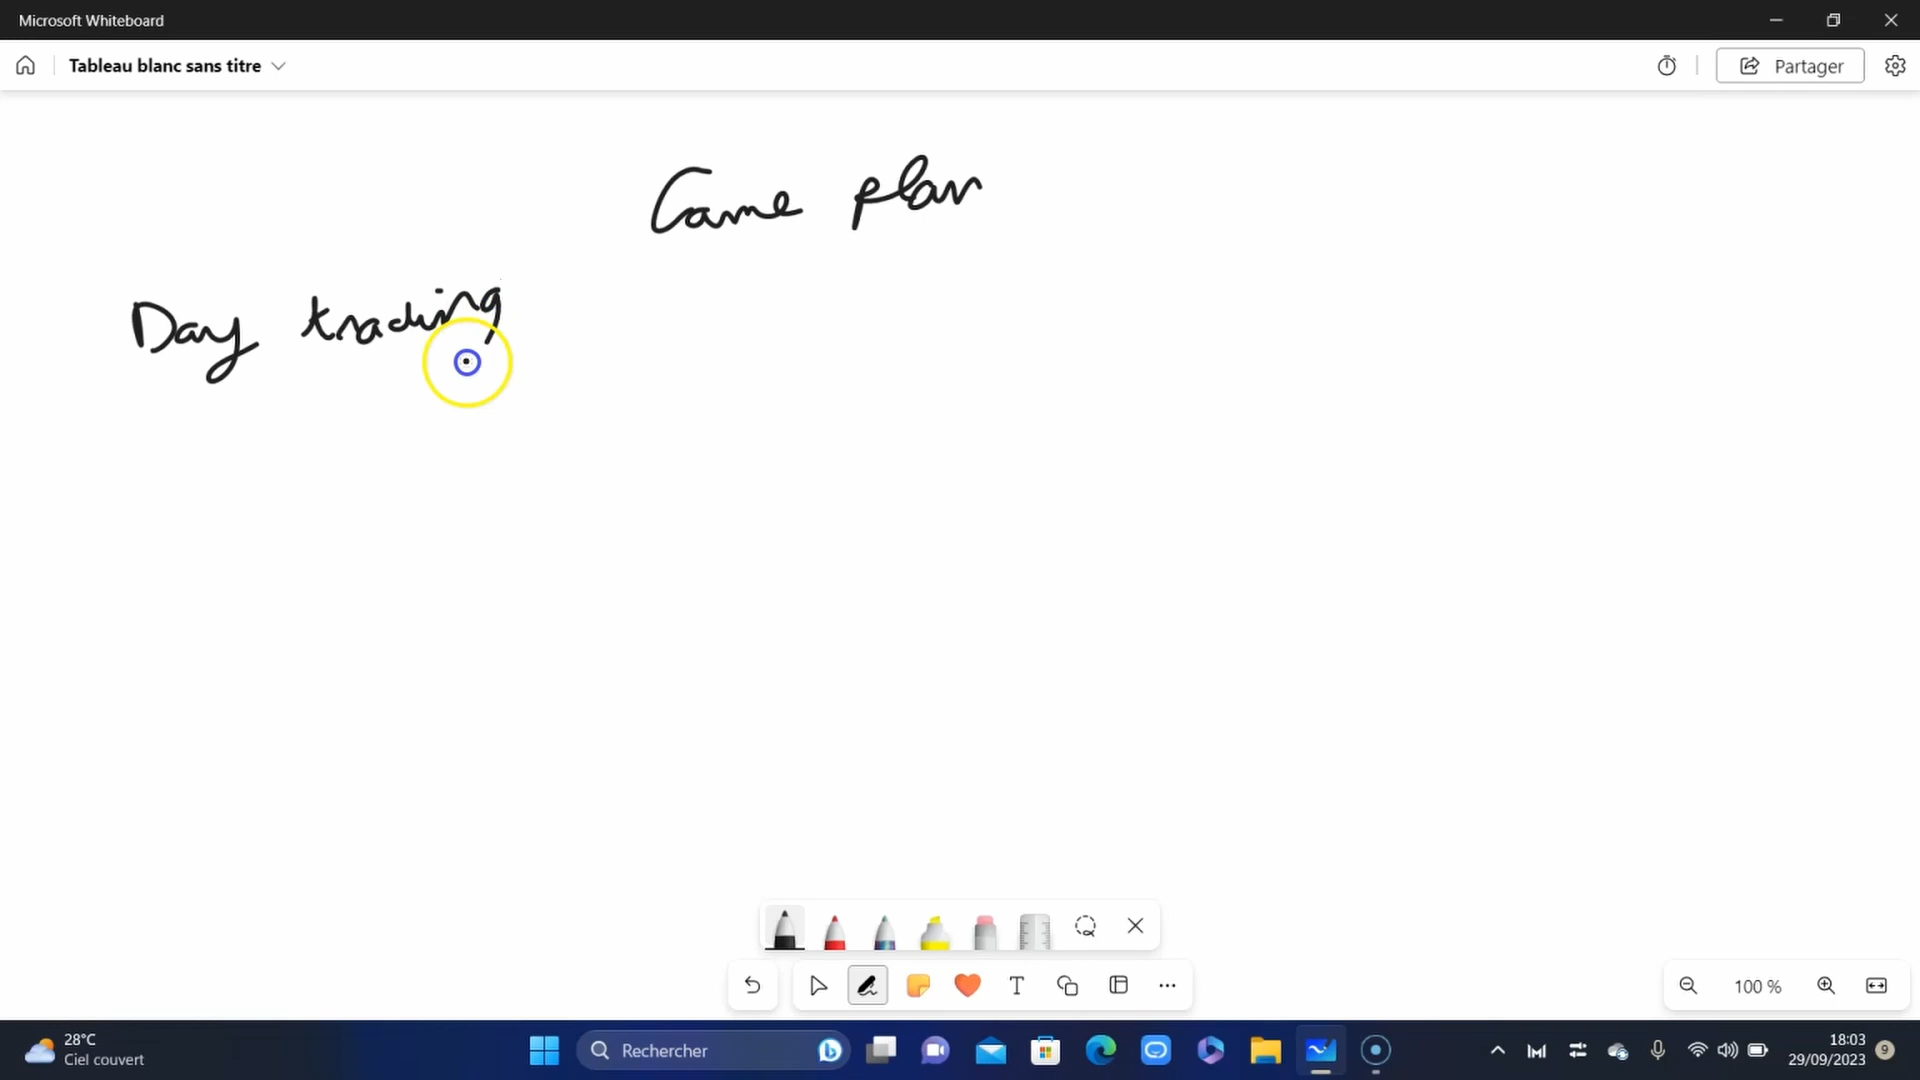 Microsoft Whiteboard
Tableau blanc sans titre
Partager
Game plan
Day trading
100 %
28°C
Ciel couvert
Rechercher
18:03
29/09/2023
9